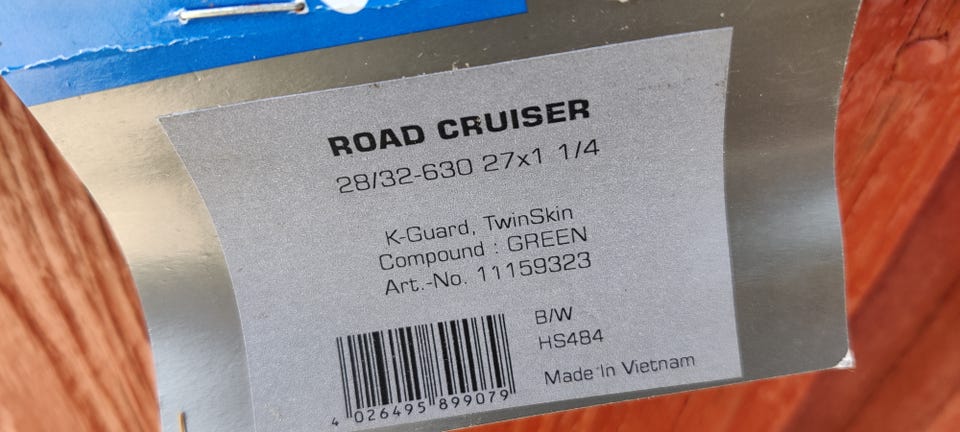 ROAD CRUISER
28/32-630 27x1 1/4
K-Guard, TwinSkin
Compound : GREEN
Art.-No. 11159323
B/W
HS484
Made In Vietnam
4 026495 899079